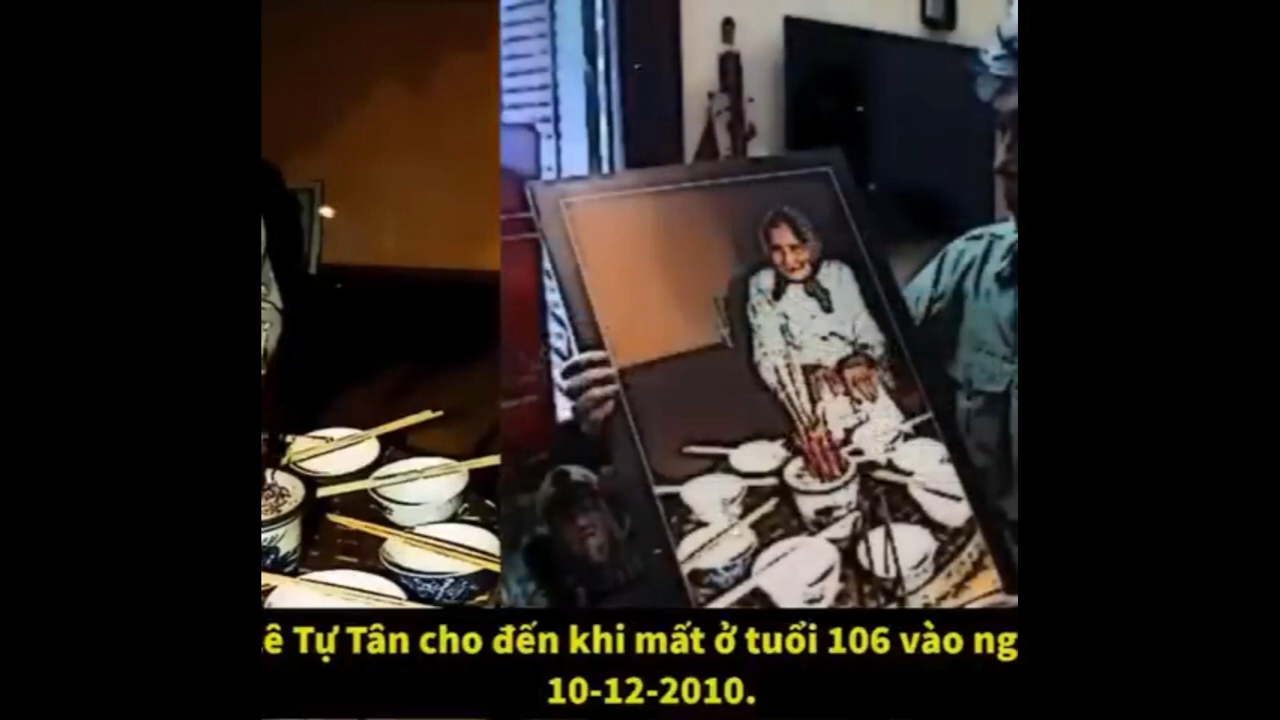 ê Tự Tân cho đến khi mất ở tuổi 106 vào ng
10-12-2010.